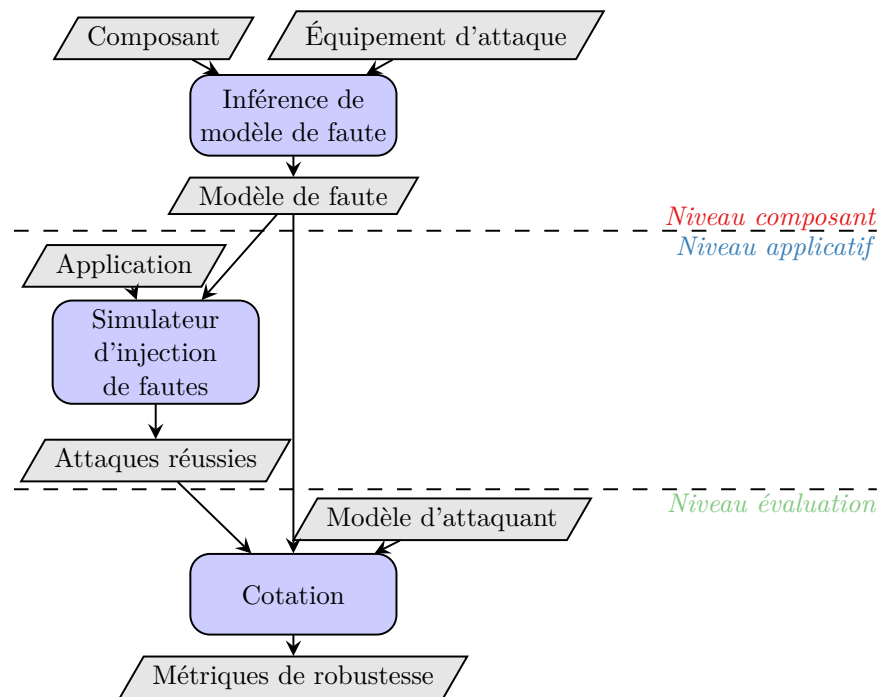 Composant
Équipement d'attaque
Inférence de
modèle de faute
Modèle de faute
Niveau composant
Niveau applicatif
Application
Simulateur
d'injection
de fautes
Attaques réussies
Niveau évaluation
Modèle d'attaquant
Cotation
Métriques de robustesse